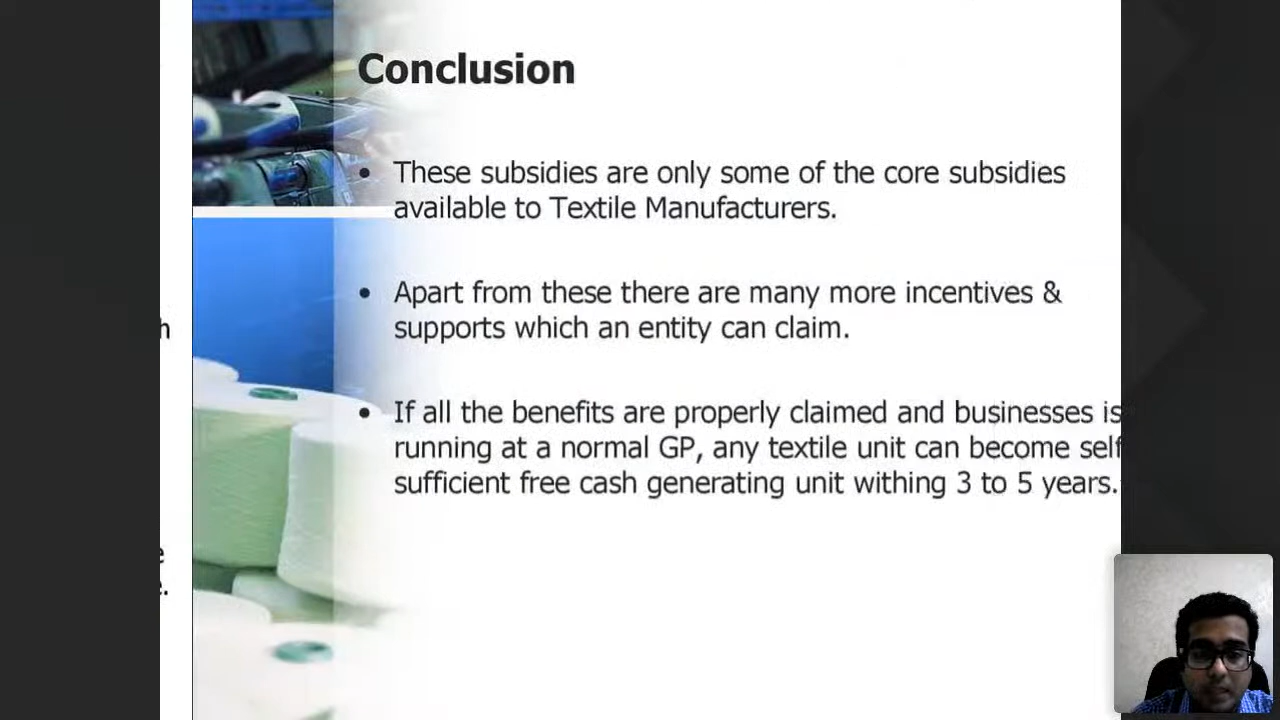 Conclusion
• These subsidies are only some of the core subsidies
available to Textile Manufacturers.
• Apart from these there are many more incentives &
supports which an entity can claim.
• If all the benefits are properly claimed and businesses is
running at a normal GP, any textile unit can become self
sufficient free cash generating unit withing 3 to 5 years.